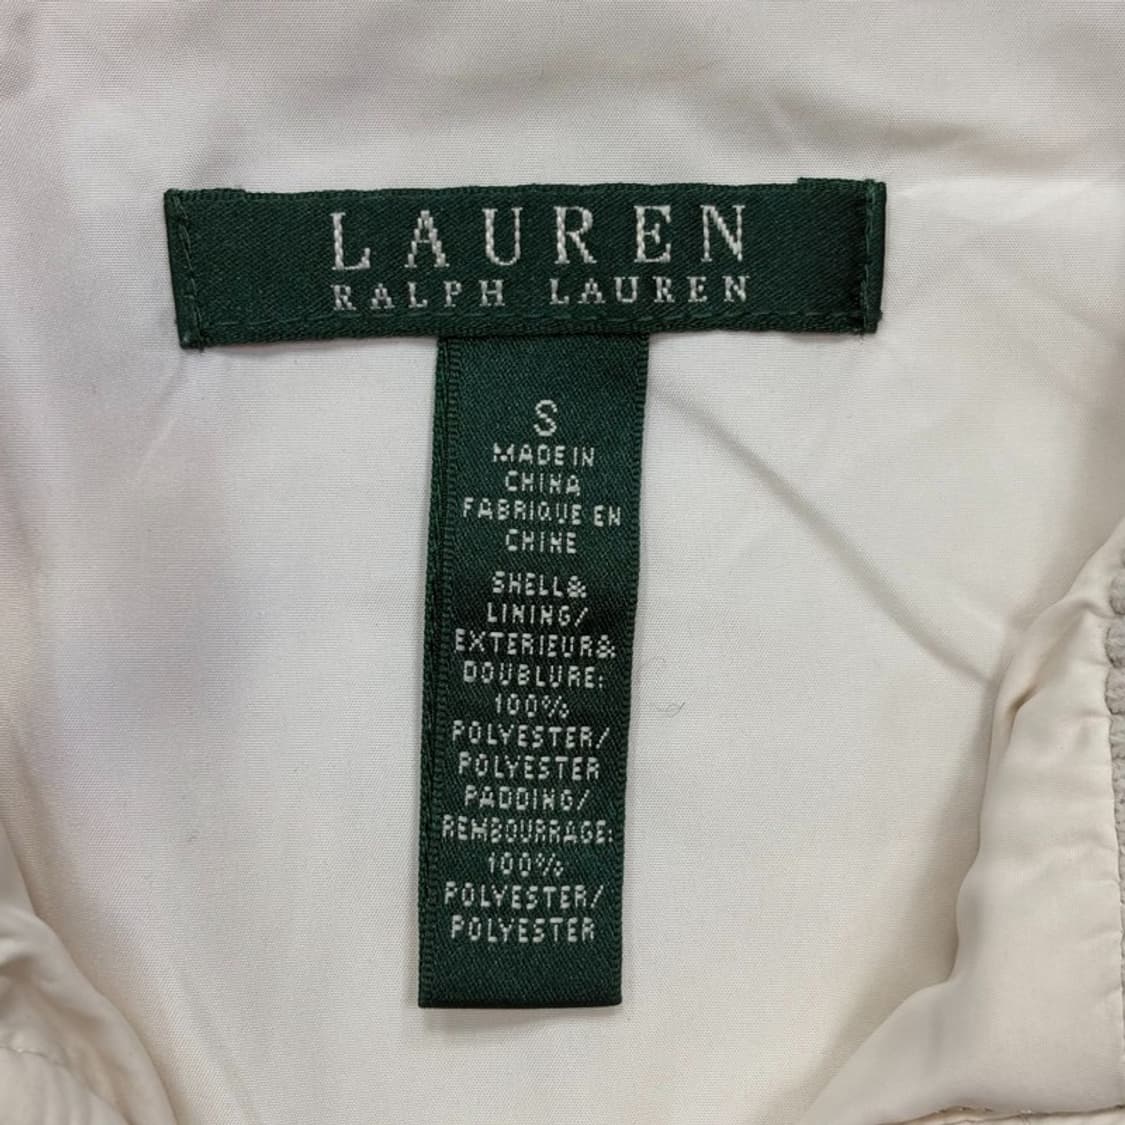 LAUREN
RALPH LAUREN
S
MADE IN
CHINA
FABRIQUE EN
CHINE
SHELL&
LINING/
EXTERIEUR&
DOUBLURE:
100%
POLYESTER/
POLYESTER
PADDING/
REMBOURRAGE:
100%
POLYESTER/
POLYESTER